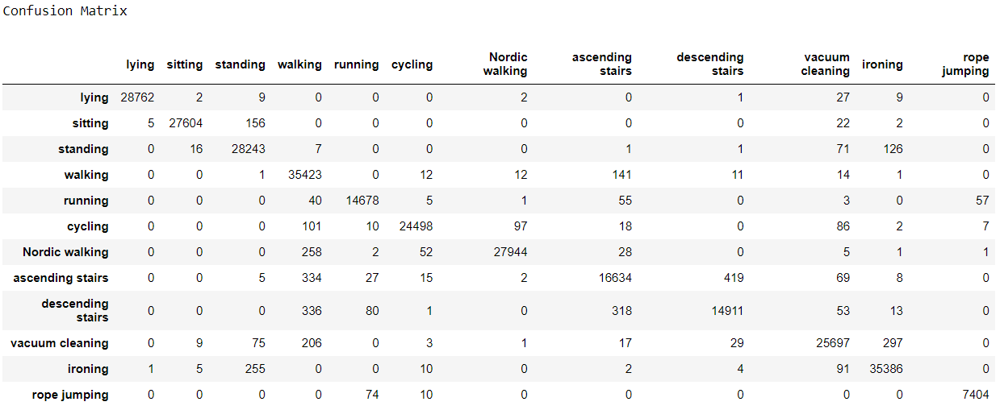 Confusion Matrix
lying sitting standing walking running cycling Nordic walking ascending stairs descending stairs vacuum cleaning ironing rope jumping
lying 28762 2 9 0 0 0 2 0 1 27 9 0
sitting 5 27604 156 0 0 0 0 0 0 22 2 0
standing 0 16 28243 7 0 0 0 1 1 71 126 0
walking 0 0 1 35423 0 12 12 141 11 14 1 0
running 0 0 0 40 14678 5 1 55 0 3 0 57
cycling 0 0 0 101 10 24498 97 18 0 86 2 7
Nordic walking 0 0 0 258 2 52 27944 28 0 5 1 1
ascending stairs 0 0 5 334 27 15 2 16634 419 69 8 0
descending stairs 0 0 0 336 80 1 0 318 14911 53 13 0
vacuum cleaning 0 9 75 206 0 3 1 17 29 25697 297 0
ironing 1 5 255 0 0 10 0 2 4 91 35386 0
rope jumping 0 0 0 0 74 10 0 0 0 0 0 7404